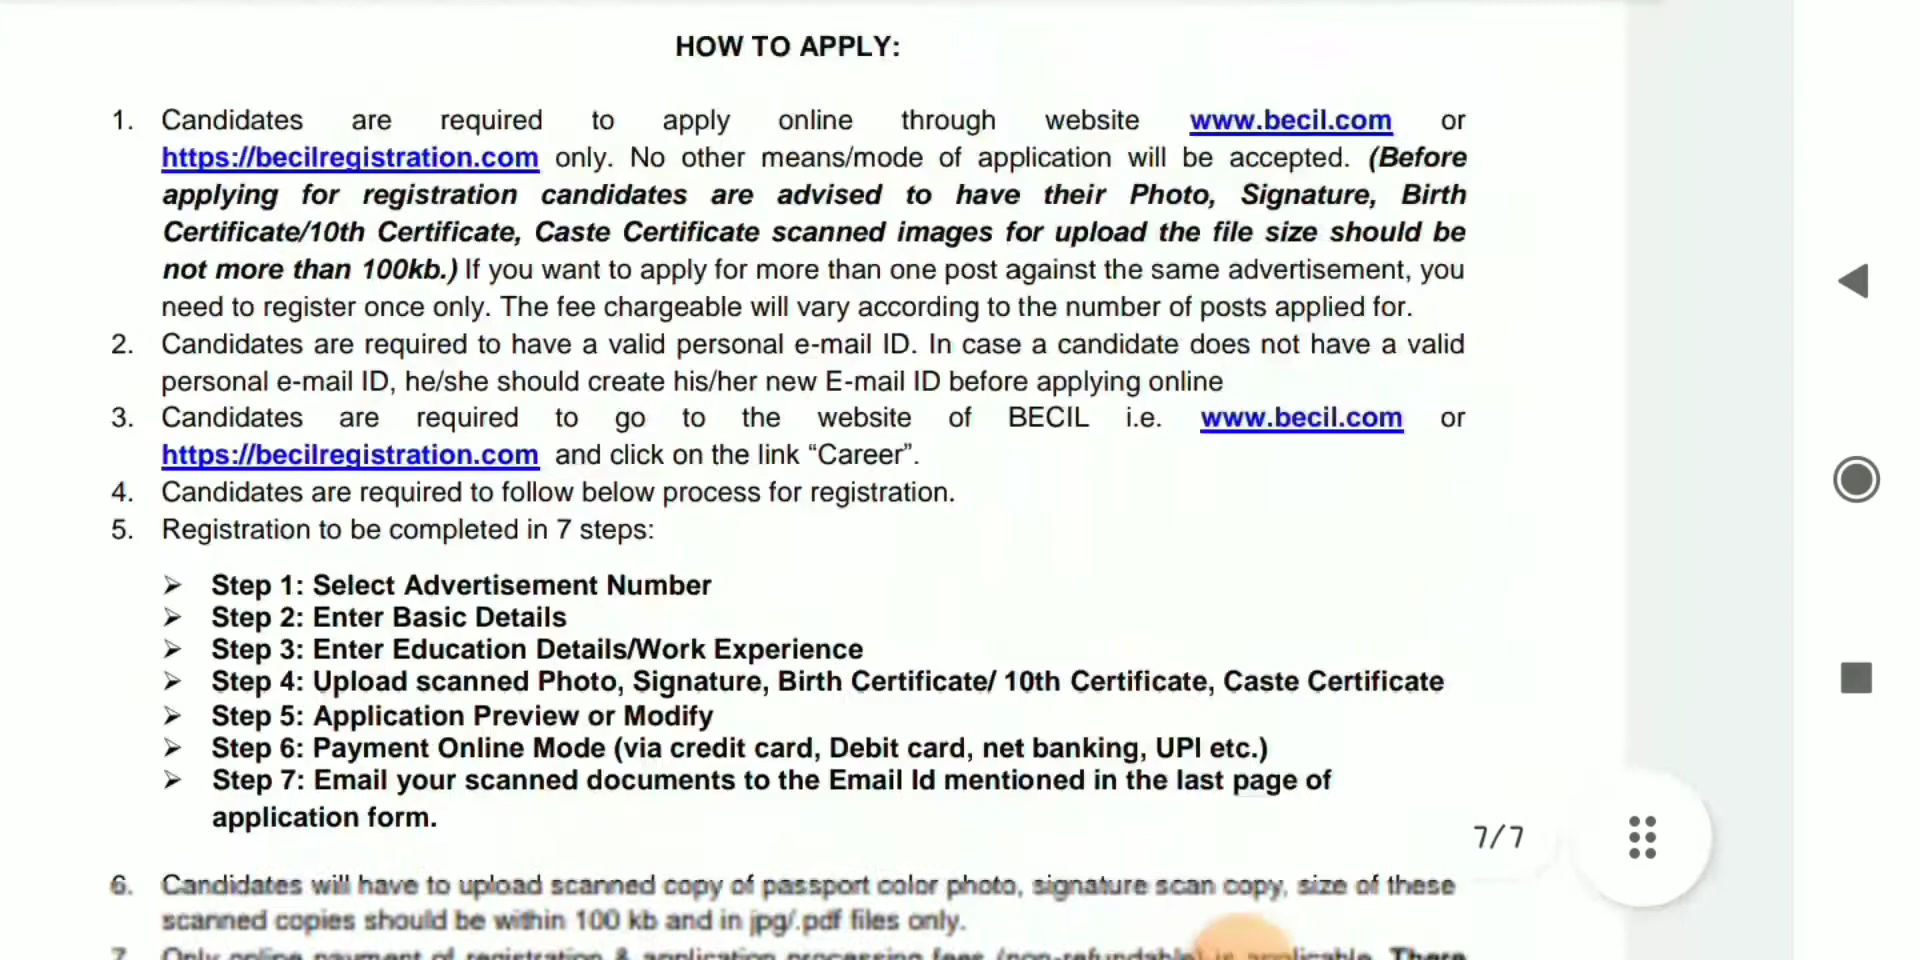 HOW TO APPLY:
1. Candidates are required to apply online through website www.becil.com or
https://becilregistration.com only. No other means/mode of application will be accepted. (Before
applying for registration candidates are advised to have their Photo, Signature, Birth
Certificate/10th Certificate, Caste Certificate scanned images for upload the file size should be
not more than 100kb.) If you want to apply for more than one post against the same advertisement, you
need to register once only. The fee chargeable will vary according to the number of posts applied for.
2. Candidates are required to have a valid personal e-mail ID. In case a candidate does not have a valid
personal e-mail ID, he/she should create his/her new E-mail ID before applying online
3. Candidates are required to go to the website of BECIL i.e. www.becil.com or
https://becilregistration.com and click on the link “Career”.
4. Candidates are required to follow below process for registration.
5. Registration to be completed in 7 steps:
➢ Step 1: Select Advertisement Number
➢ Step 2: Enter Basic Details
➢ Step 3: Enter Education Details/Work Experience
➢ Step 4: Upload scanned Photo, Signature, Birth Certificate/ 10th Certificate, Caste Certificate
➢ Step 5: Application Preview or Modify
➢ Step 6: Payment Online Mode (via credit card, Debit card, net banking, UPI etc.)
➢ Step 7: Email your scanned documents to the Email Id mentioned in the last page of
application form.
7/7
6. Candidates will have to upload scanned copy of passport color photo, signature scan copy, size of these
scanned copies should be within 100 kb and in jpg/.pdf files only.
7. Only online payment of registration & application processing fees (non-refundable) is applicable. There